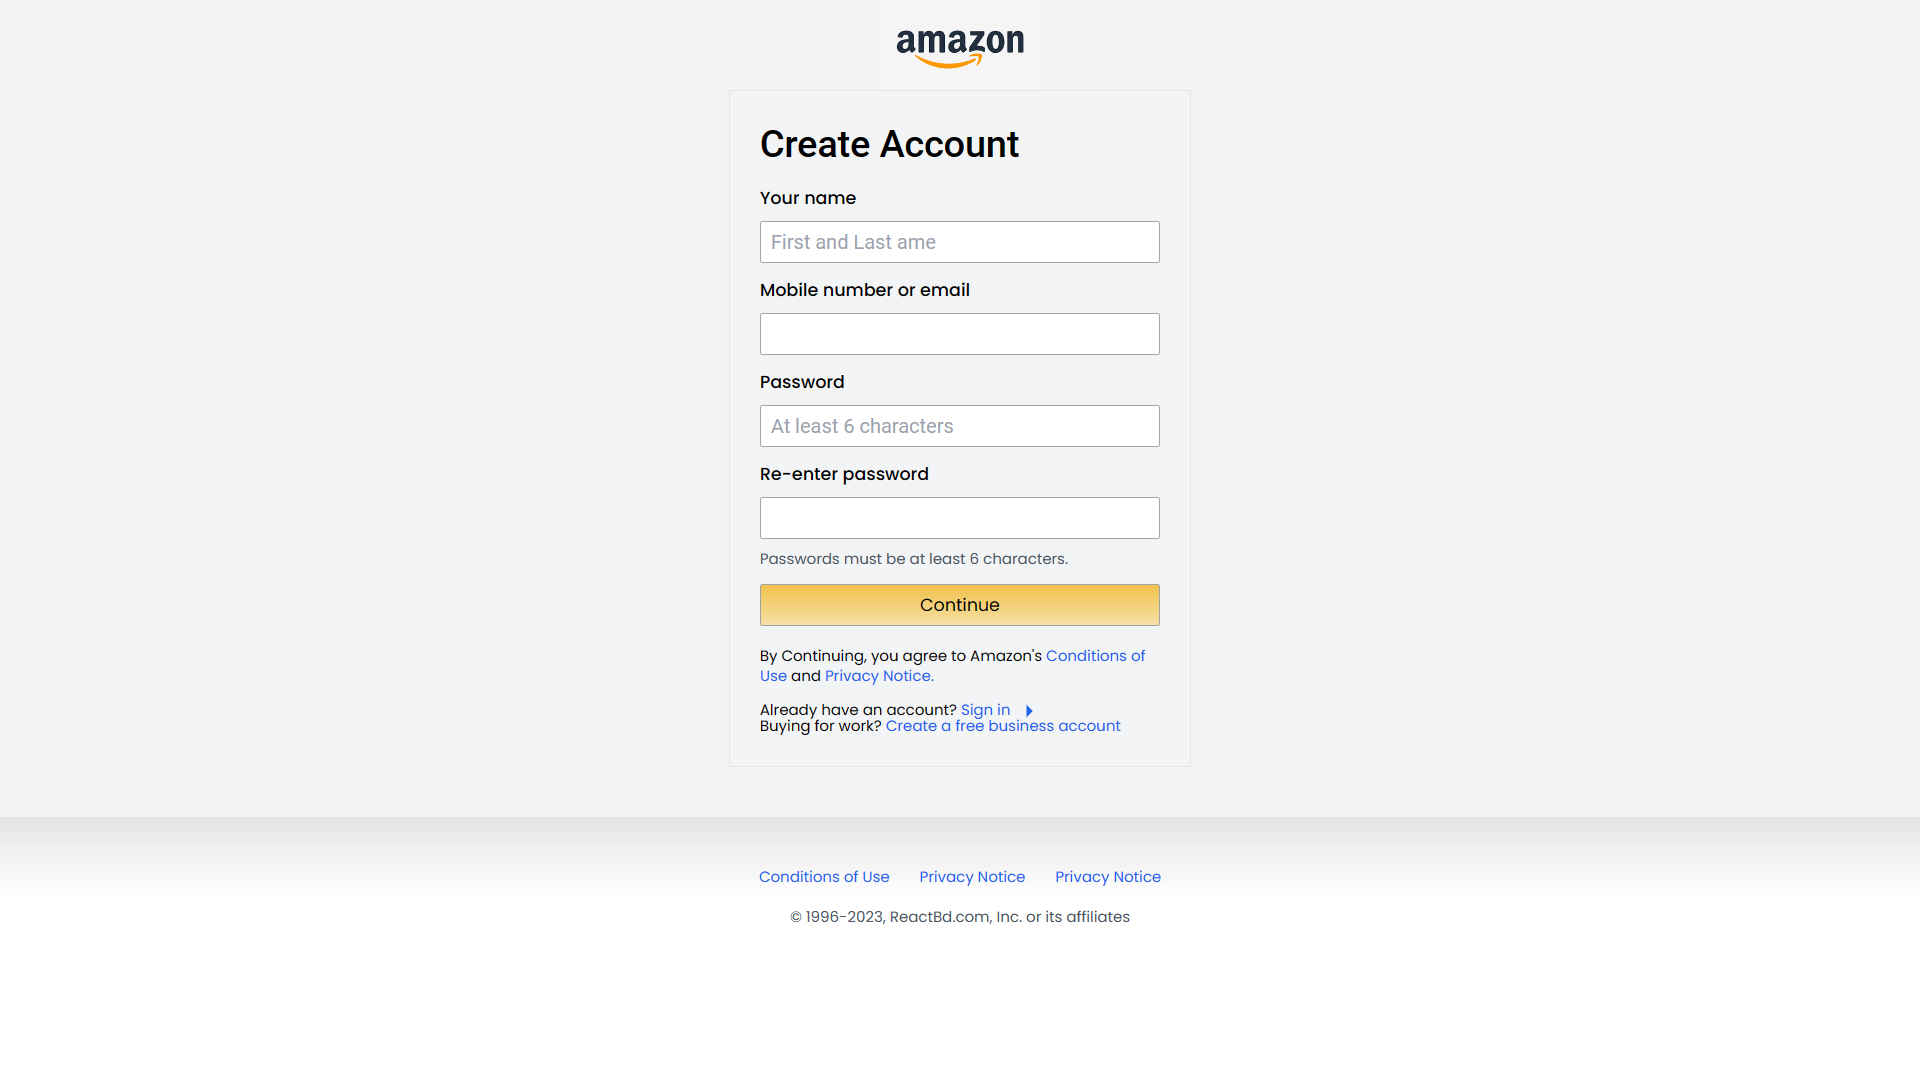 amazon
Create Account
Your name
First and Last ame
Mobile number or email
Password
At least 6 characters
Re-enter password
Passwords must be at least 6 characters.
Continue
By Continuing, you agree to Amazon's Conditions of
Use and Privacy Notice.
Already have an account? Sign in
Buying for work? Create a free business account
Conditions of Use Privacy Notice Privacy Notice
© 1996-2023, ReactBd.com, Inc. or its affiliates